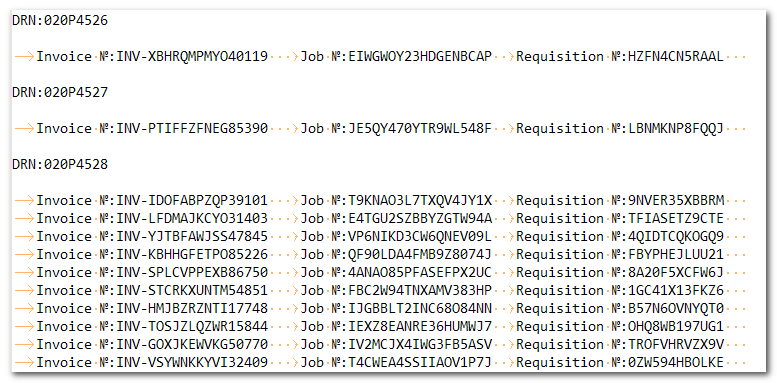 DRN:020P4526
Invoice №:INV-XBHRQMPMYO40119 Job №:EIWGWOY23HDGENBCAP Requisition №:HZFN4CN5RAAL
DRN:020P4527
Invoice №:INV-PTIFFZFNEG85390 Job №:JE5QY470YTR9WL548F Requisition №:LBNMKNP8FQQJ
DRN:020P4528
Invoice №:INV-IDOFABPZQP39101 Job №:T9KNAO3L7TXQV4JY1X Requisition №:9NVER35XBBRM
Invoice №:INV-LFDMAJKCYO31403 Job №:E4TGU2SZBBYZGTW94A Requisition №:TFIASETZ9CTE
Invoice №:INV-YJTBFAWJSS47845 Job №:VP6NIKD3CW6QNEV09L Requisition №:4QIDTCQKOGQ9
Invoice №:INV-KBHHGFETPO85226 Job №:QF90LDA4FMB9Z8074J Requisition №:FBYPHEJLUU21
Invoice №:INV-SPLCVPPEXB86750 Job №:4ANAO85PFASEFPX2UC Requisition №:8A20F5XCFW6J
Invoice №:INV-STCRKXUNTM54851 Job №:FBC2W94TNXAMV383HP Requisition №:1GC41X13FKZ6
Invoice №:INV-HMJBZRZNTI17748 Job №:IJGBBLT2INC68O84NN Requisition №:B57N6OVNYQT0
Invoice №:INV-TOSJZLQZWR15844 Job №:IEXZ8EANRE36HUMWJ7 Requisition №:OHQ8WB197UG1
Invoice №:INV-GOXJKEWVKG50770 Job №:IV2MCJX4IWG3FB5ASV Requisition №:TROFVHRVZX9V
Invoice №:INV-VSYWNKKYVI32409 Job №:T4CWEA4SSIIAOV1P7J Requisition №:0ZW594HBOLKE